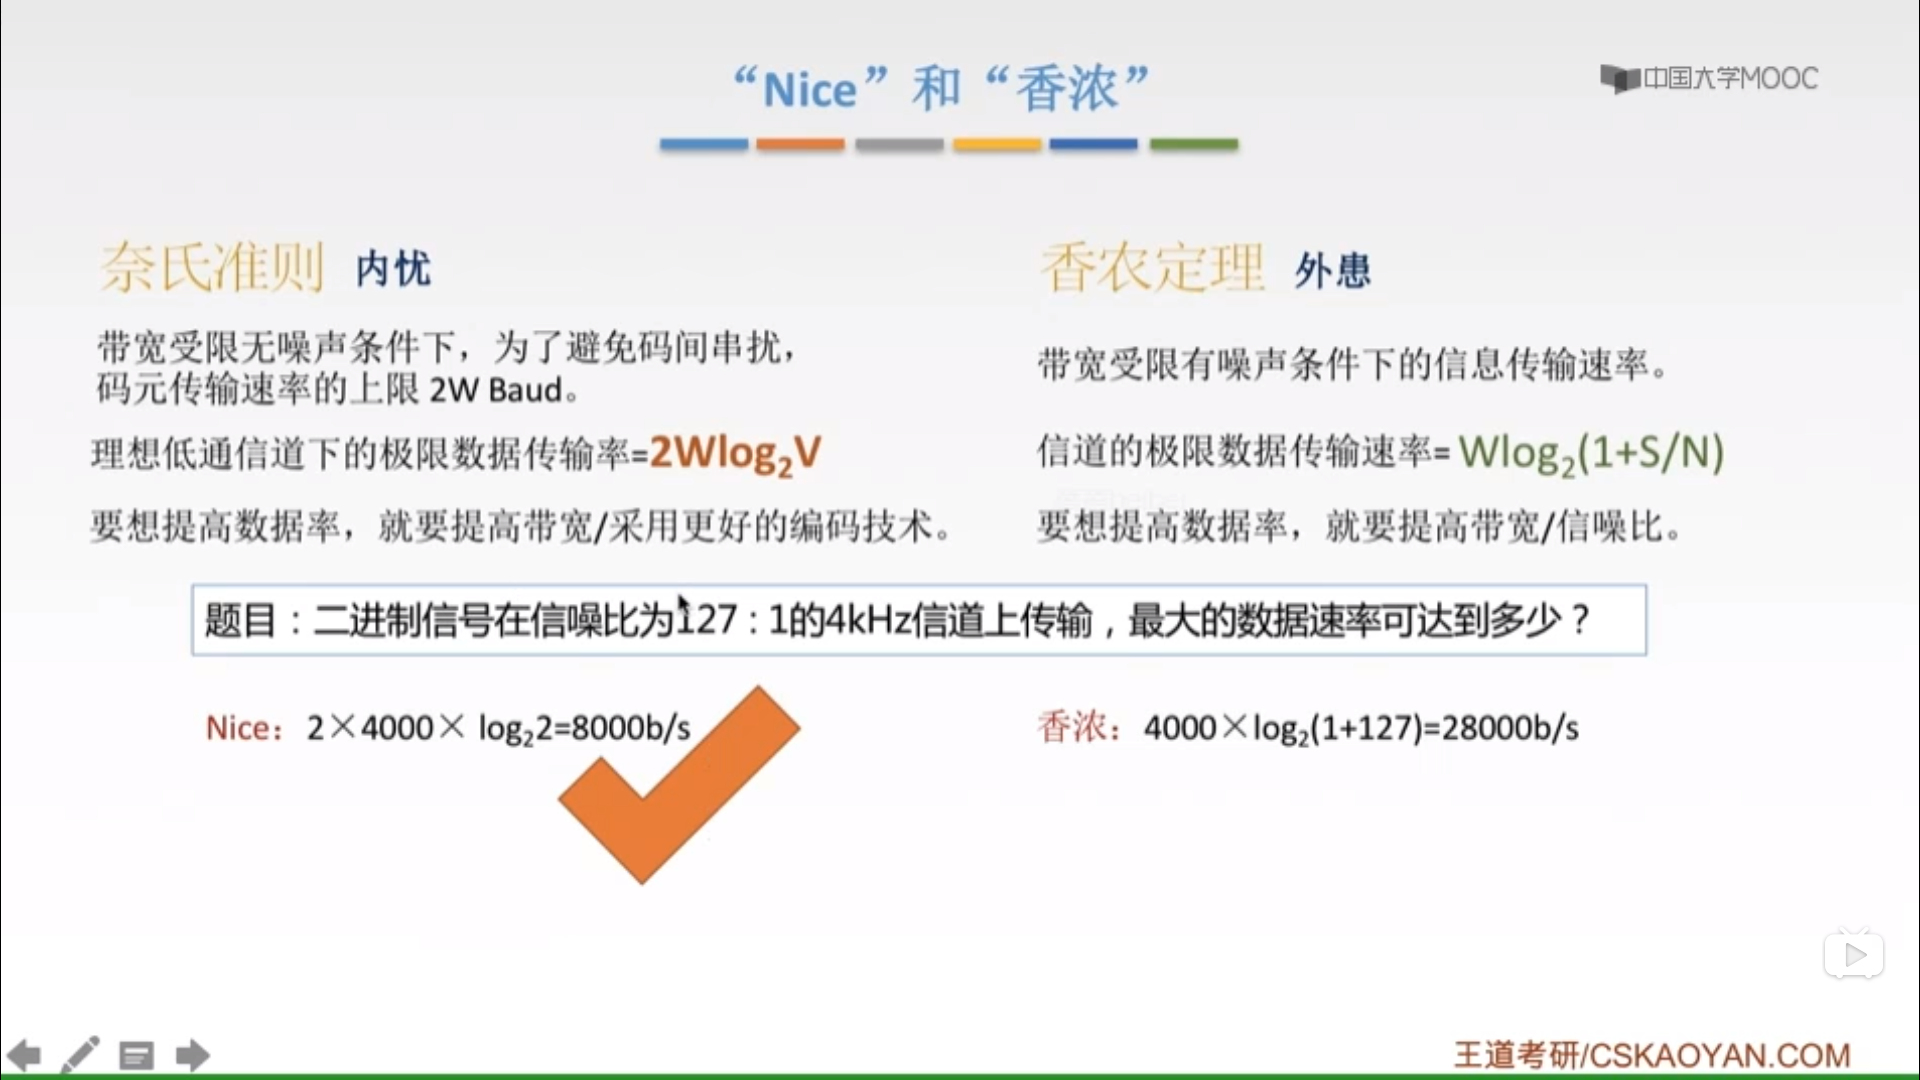 “Nice”和“香浓”
中国大学MOOC
奈氏准则 内忧
带宽受限无噪声条件下，为了避免码间串扰，
码元传输速率的上限 2W Baud。
理想低通信道下的极限数据传输率=2Wlog₂V
要想提高数据率，就要提高带宽/采用更好的编码技术。
香农定理 外患
带宽受限有噪声条件下的信息传输速率。
信道的极限数据传输速率= Wlog₂(1+S/N)
要想提高数据率，就要提高带宽/信噪比。
题目：二进制信号在信噪比为127：1的4kHz信道上传输，最大的数据速率可达到多少？
Nice：2×4000× log₂2=8000b/s
香浓：4000×log₂(1+127)=28000b/s
王道考研/CSKAOYAN.COM